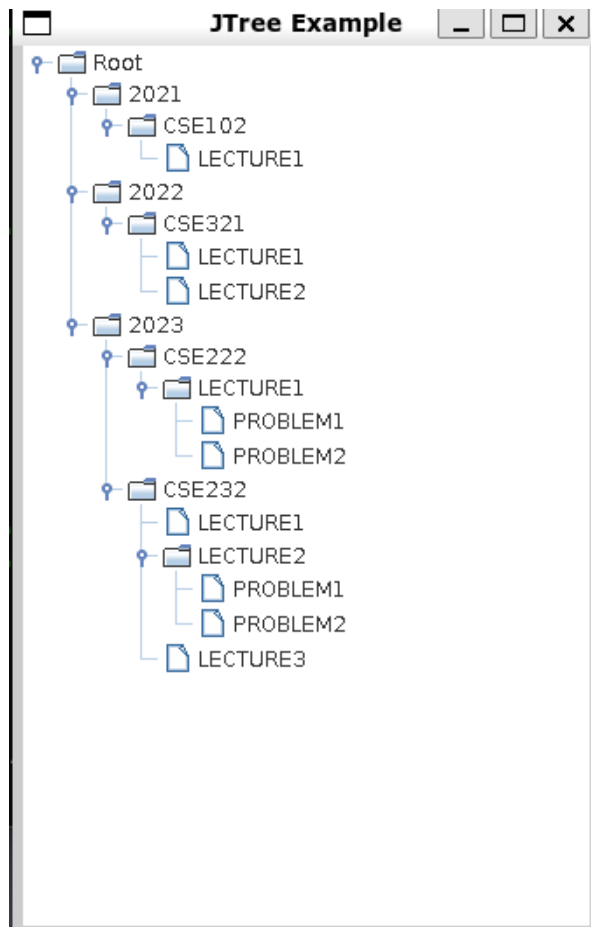 JTree Example
Root
2021
CSE102
LECTURE1
2022
CSE321
LECTURE1
LECTURE2
2023
CSE222
LECTURE1
PROBLEM1
PROBLEM2
CSE232
LECTURE1
LECTURE2
PROBLEM1
PROBLEM2
LECTURE3